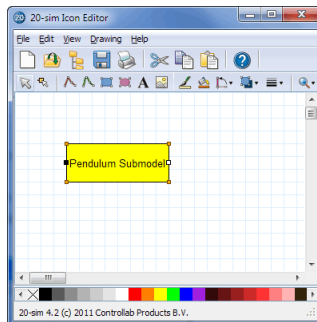 20-sim Icon Editor
File Edit View Drawing Help
A
Pendulum Submodel
20-sim 4.2 (c) 2011 Controllab Products B.V.